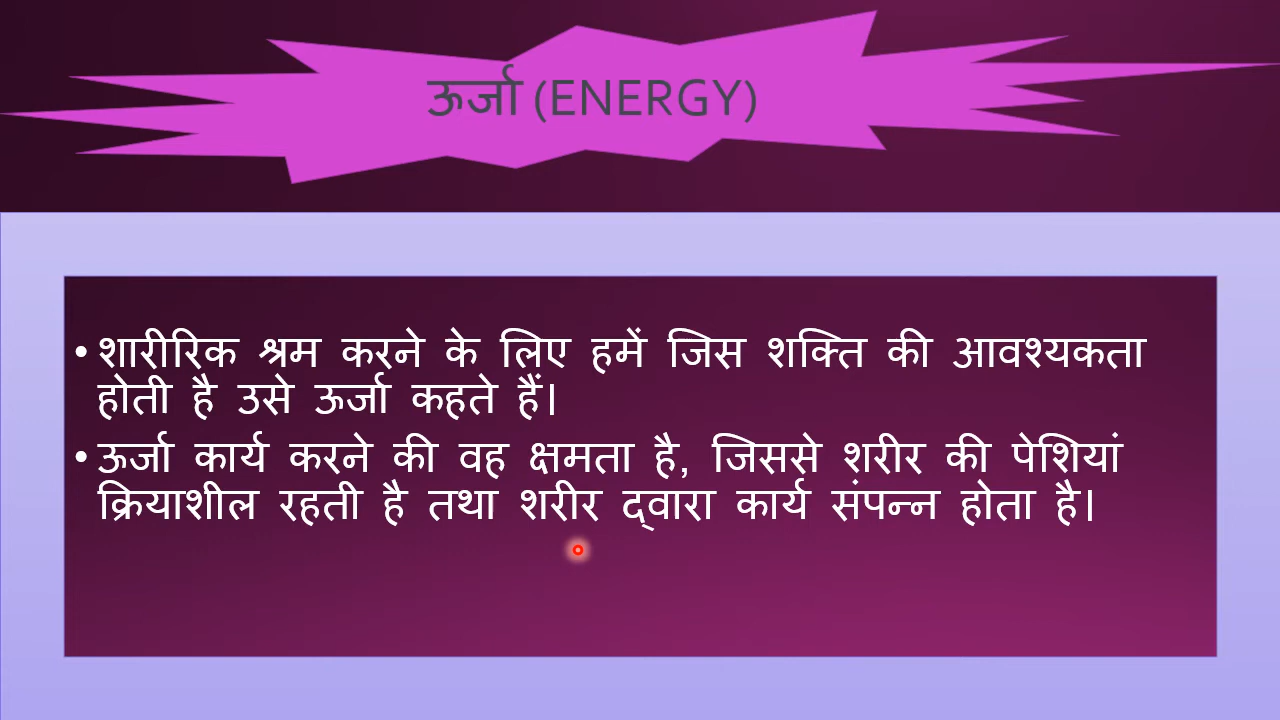 ऊर्जा (ENERGY)
• शारीरिक श्रम करने के लिए हमें जिस शक्ति की आवश्यकता
होती है उसे ऊर्जा कहते हैं।
• ऊर्जा कार्य करने की वह क्षमता है, जिससे शरीर की पेशियां
क्रियाशील रहती है तथा शरीर द्वारा कार्य संपन्न होता है।